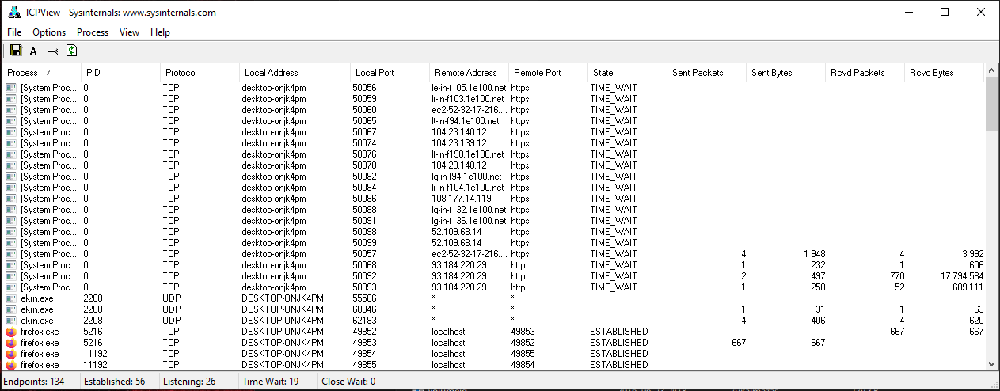 TCPView - Sysinternals: www.sysinternals.com
File Options Process View Help
A
Process / PID Protocol Local Address Local Port Remote Address Remote Port State Sent Packets Sent Bytes Rcvd Packets Rcvd Bytes
[System Proc... 0 TCP desktop-onjk4pm 50056 le-in-f105.1e100.net https TIME_WAIT
[System Proc... 0 TCP desktop-onjk4pm 50059 lr-in-f103.1e100.net https TIME_WAIT
[System Proc... 0 TCP desktop-onjk4pm 50060 ec2-52-32-17-216.... https TIME_WAIT
[System Proc... 0 TCP desktop-onjk4pm 50065 lt-in-f94.1e100.net https TIME_WAIT
[System Proc... 0 TCP desktop-onjk4pm 50067 104.23.140.12 https TIME_WAIT
[System Proc... 0 TCP desktop-onjk4pm 50074 104.23.139.12 https TIME_WAIT
[System Proc... 0 TCP desktop-onjk4pm 50076 lf-in-f190.1e100.net https TIME_WAIT
[System Proc... 0 TCP desktop-onjk4pm 50078 104.23.140.12 https TIME_WAIT
[System Proc... 0 TCP desktop-onjk4pm 50082 lq-in-f94.1e100.net https TIME_WAIT
[System Proc... 0 TCP desktop-onjk4pm 50084 lr-in-f104.1e100.net https TIME_WAIT
[System Proc... 0 TCP desktop-onjk4pm 50086 108.177.14.119 https TIME_WAIT
[System Proc... 0 TCP desktop-onjk4pm 50088 lq-in-f132.1e100.net https TIME_WAIT
[System Proc... 0 TCP desktop-onjk4pm 50091 lg-in-f136.1e100.net https TIME_WAIT
[System Proc... 0 TCP desktop-onjk4pm 50098 52.109.68.14 https TIME_WAIT
[System Proc... 0 TCP desktop-onjk4pm 50099 52.109.68.14 https TIME_WAIT
[System Proc... 0 TCP desktop-onjk4pm 50057 ec2-52-32-17-216.... https TIME_WAIT 4 1 948 4 3 992
[System Proc... 0 TCP desktop-onjk4pm 50068 93.184.220.29 http TIME_WAIT 1 232 1 606
[System Proc... 0 TCP desktop-onjk4pm 50092 93.184.220.29 http TIME_WAIT 2 497 770 17 794 584
[System Proc... 0 TCP desktop-onjk4pm 50093 93.184.220.29 http TIME_WAIT 1 250 52 689 111
ekrn.exe 2208 UDP DESKTOP-ONJK4PM 55566 * *
ekrn.exe 2208 UDP DESKTOP-ONJK4PM 60346 * * 1 31 1 63
ekrn.exe 2208 UDP DESKTOP-ONJK4PM 62183 * * 4 406 4 620
firefox.exe 5216 TCP DESKTOP-ONJK4PM 49852 localhost 49853 ESTABLISHED 667 667
firefox.exe 5216 TCP DESKTOP-ONJK4PM 49853 localhost 49852 ESTABLISHED 667 667
firefox.exe 11192 TCP DESKTOP-ONJK4PM 49854 localhost 49855 ESTABLISHED
firefox.exe 11192 TCP DESKTOP-ONJK4PM 49855 localhost 49854 ESTABLISHED
Endpoints: 134 Established: 56 Listening: 26 Time Wait: 19 Close Wait: 0